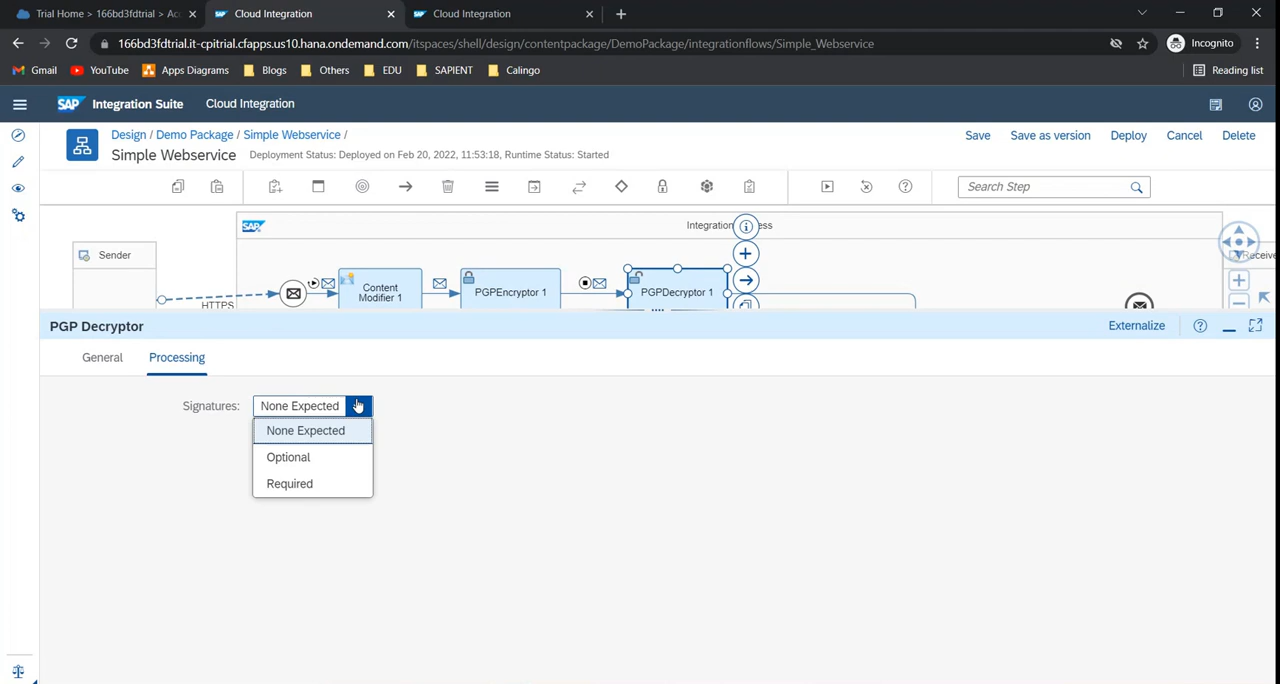 Trial Home > 166bd3fdtrial > Ac
Cloud Integration
Cloud Integration
166bd3fdtrial.it-cpitrial.cfapps.us10.hana.ondemand.com/itspaces/shell/design/contentpackage/DemoPackage/integrationflows/Simple_Webservice
Incognito
Gmail
YouTube
Apps Diagrams
Blogs
Others
EDU
SAPIENT
Calingo
Reading list
SAP Integration Suite Cloud Integration
Design / Demo Package / Simple Webservice /
Save
Save as version
Deploy
Cancel
Delete
Simple Webservice
Deployment Status: Deployed on Feb 20, 2022, 11:53:18, Runtime Status: Started
Search Step
SAP
Sender
HTTPS
Content
Modifier 1
PGPEncryptor 1
PGPDecryptor 1
PGP Decryptor
Externalize
General
Processing
Signatures:
None Expected
None Expected
Optional
Required